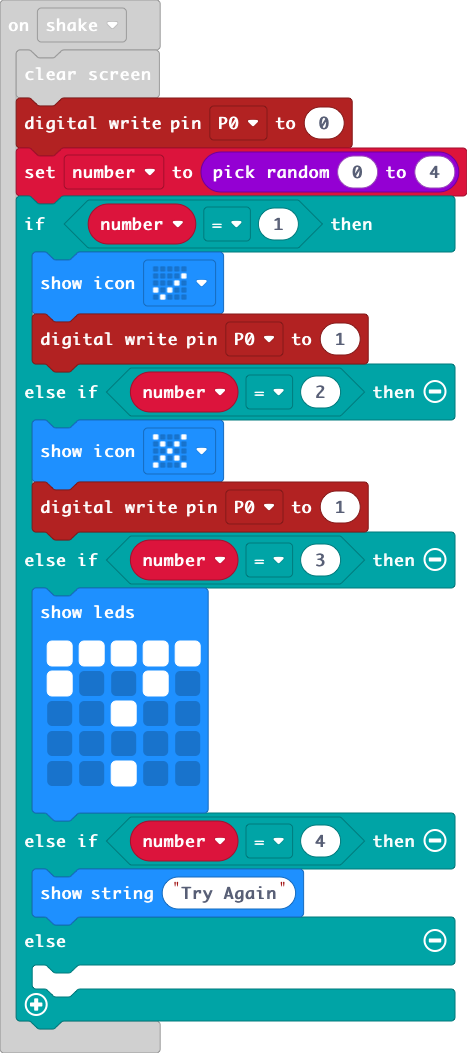 on shake
clear screen
digital write pin P0 to 0
set number to pick random 0 to 4
if number = 1 then
show icon
digital write pin P0 to 1
else if number = 2 then
show icon
digital write pin P0 to 1
else if number = 3 then
show leds
else if number = 4 then
show string "Try Again"
else